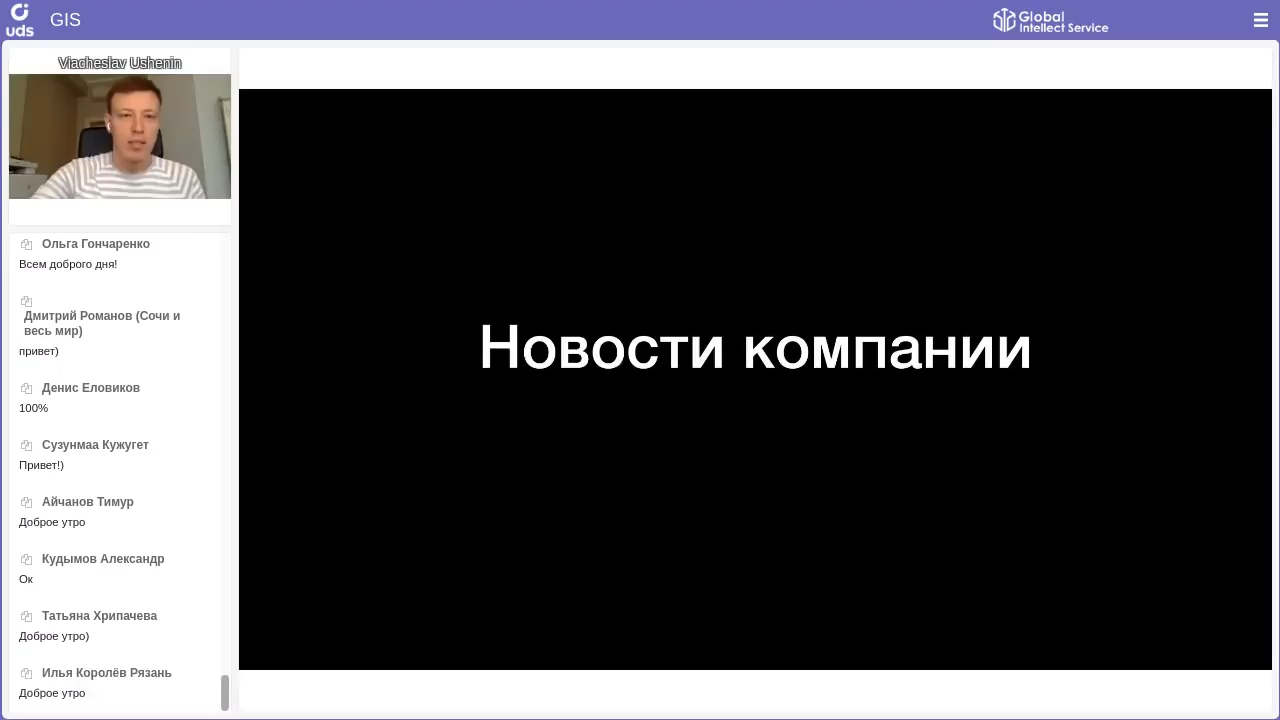 uds
GIS
Global
Intellect Service
Viacheslav Ushenin
Ольга Гончаренко
Всем доброго дня!
Дмитрий Романов (Сочи и
весь мир)
привет)
Денис Еловиков
100%
Сузунмаа Кужугет
Привет!)
Айчанов Тимур
Доброе утро
Кудымов Александр
Ок
Татьяна Хрипачева
Доброе утро)
Илья Королёв Рязань
Доброе утро
Новости компании